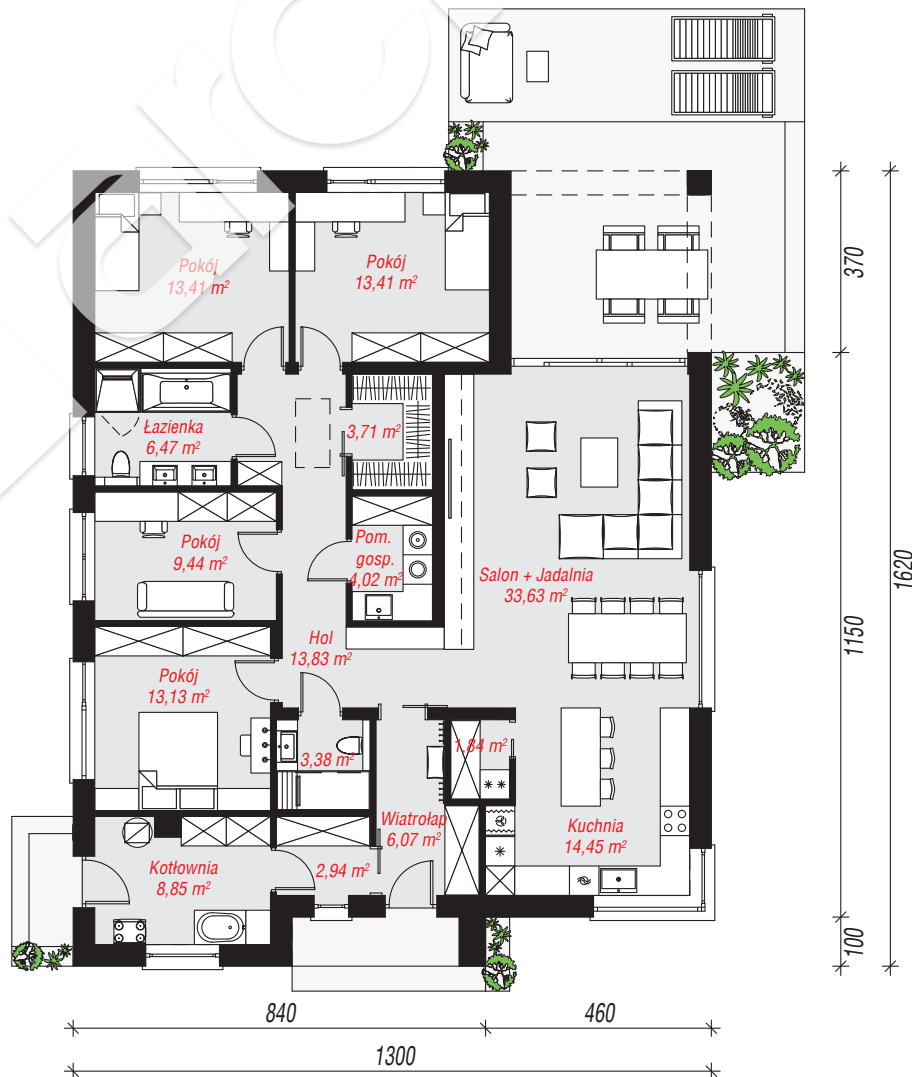 Pokój
13,41 m²
Pokój
13,41 m²
Łazienka
6,47 m²
3,71 m²
Pokój
9,44 m²
Pom.
gosp.
4,02 m²
Salon + Jadalnia
33,63 m²
Hol
13,83 m²
Pokój
13,13 m²
3,38 m²
1,84 m²
Wiatrołap
6,07 m²
Kuchnia
14,45 m²
Kotłownia
8,85 m²
2,94 m²
370
1150
100
1620
840
460
1300